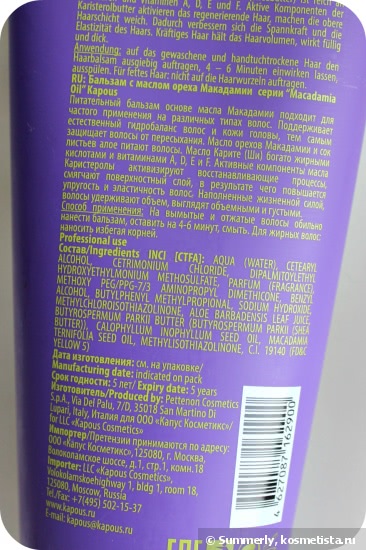 und Vitaminen A, D, E und F. Aktive Komponenten der
Karisterolbutter aktivieren das regenerierende Haar, machen die obere
Haarschicht weich. Dadurch verbessern sich die Spannkraft und die
Elastizität des Haars. Kräftiges Haar hält das Haarvolumen, wirkt füllig
und dick.
Anwendung: auf das gewaschene und handtuchtrockene Haar den
Haarbalsam ausgiebig auftragen, 4 – 6 Minuten einwirken lassen,
ausspülen. Für fettes Haar: nicht auf die Haarwurzeln auftragen.
RU: Бальзам с маслом ореха Макадамии серии "Macadamia
Oil" Kapous
Питательный бальзам основе масла Макадамии подходит для
частого применения на различных типах волос. Поддерживает
естественный гидробаланс волос и кожи головы, тем самым
защищает волосы от пересыхания. Масло орехов Макадамии и сок
листьев алое питают волосы. Масло Карите (Ши) богато жирными
кислотами и витаминами A, D, E и F. Активные компоненты масла
Каристеролы активизируют восстанавливающие процессы,
смягчают поверхностный слой, в результате чего повышается
упругость и эластичность волос. Наполненные жизненной силой,
волосы удерживают объем, выглядят объемными и густыми.
Способ применения: На вымытые и отжатые волосы обильно
нанести бальзам, оставить на 4-6 минут, смыть. Для жирных волос:
наносить избегая корней.
Professional use
Состав/Ingredients INCI [CTFA]: AQUA (WATER), CETEARYL
ALCOHOL, CETRIMONIUM CHLORIDE, DIPALMITOYLETHYL
HYDROXYETHYLMONIUM METHOSULFATE, PARFUM (FRAGRANCE),
METHOXY PEG/PPG-7/3 AMINOPROPYL DIMETHICONE, BENZYL
ALCOHOL, BUTYLPHENYL METHYLPROPIONAL, SODIUM HYDROXIDE,
METHYLCHLOROISOTHIAZOLINONE, ALOE BARBADENSIS LEAF JUICE,
BUTYROSPERMUM PARKII BUTTER (BUTYROSPERMUM PARKII (SHEA
BUTTER), CALOPHYLLUM INOPHYLLUM SEED OIL, MACADAMIA
TERNIFOLIA SEED OIL, METHYLISOTHIAZOLINONE, C.I. 19140 (FD&C
YELLOW 5)
Дата изготовления: см. на упаковке/
Manufacturing date: indicated on pack
Срок годности: 5 лет/ Expiry date: 5 years
Изготовитель/Produced by: Pettenon Cosmetics
S.p.A., Via Del Palu, 7/D, 35018 San Martino Di
Lupari, Italy, Италия для ООО «Капус Косметикс»/
for LLC «Kapous Cosmetics»
Импортер/Претензии принимаются по адресу:
ООО «Капус Косметикс», 125080, г. Москва,
Волоколамское шоссе, д.1, стр.1, комн.18
Importer: LLC «Kapous Cosmetics»,
Volokolamskoehighway 1, bldg 1, room 18,
125080, Moscow, Russia
Tel./Fax: +7(495) 502-15-37
www.kapous.ru
E-mail: kapous@kapous.ru
4 627087 162900
© Summerly, kosmetista.ru